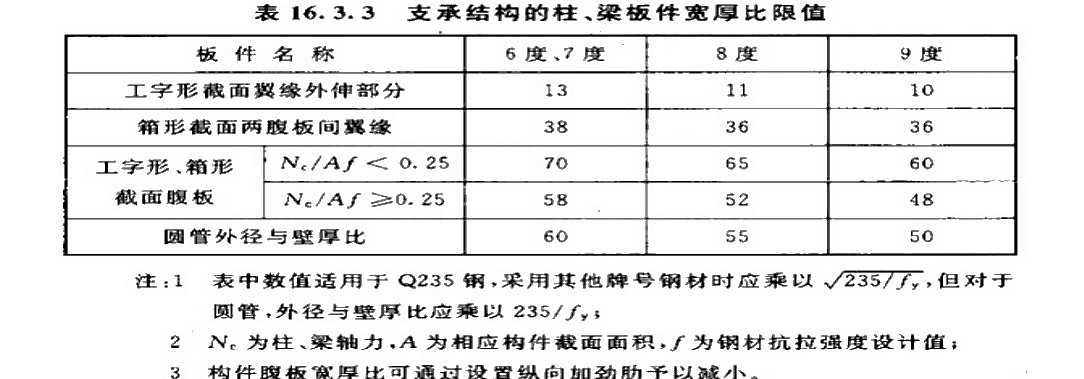 表 16.3.3 支承结构的柱、梁板件宽厚比限值
板件名称 6度、7度 8度 9度
工字形截面翼缘外伸部分 13 11 10
箱形截面两腹板间翼缘 38 36 36
工字形、箱形截面腹板 Nc/Af < 0.25 70 65 60
Nc/Af ≥0.25 58 52 48
圆管外径与壁厚比 60 55 50
注:1 表中数值适用于 Q235 钢,采用其他牌号钢材时应乘以 √235/fy,但对于
圆管,外径与壁厚比应乘以 235/fy;
2 Nc 为柱、梁轴力,A 为相应构件截面面积,f 为钢材抗拉强度设计值;
3 构件腹板宽厚比可通过设置纵向加劲肋予以减小。